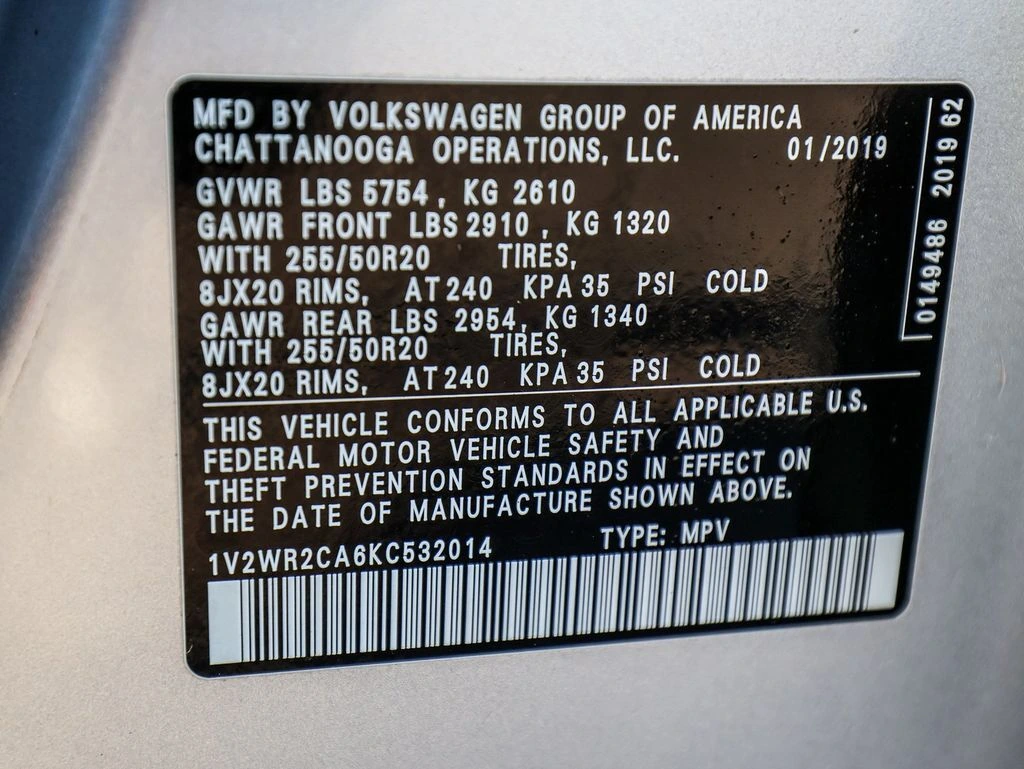 MFD BY VOLKSWAGEN GROUP OF AMERICA
CHATTANOOGA OPERATIONS, LLC. 01/2019
GVWR LBS 5754, KG 2610
GAWR FRONT LBS 2910, KG 1320
WITH 255/50R20 TIRES,
8JX20 RIMS, AT 240 KPA 35 PSI COLD
GAWR REAR LBS 2954, KG 1340
WITH 255/50R20 TIRES,
8JX20 RIMS, AT 240 KPA 35 PSI COLD
THIS VEHICLE CONFORMS TO ALL APPLICABLE U.S.
FEDERAL MOTOR VEHICLE SAFETY AND
THEFT PREVENTION STANDARDS IN EFFECT ON
THE DATE OF MANUFACTURE SHOWN ABOVE.
1V2WR2CA6KC532014 TYPE: MPV
0149486 2019 62